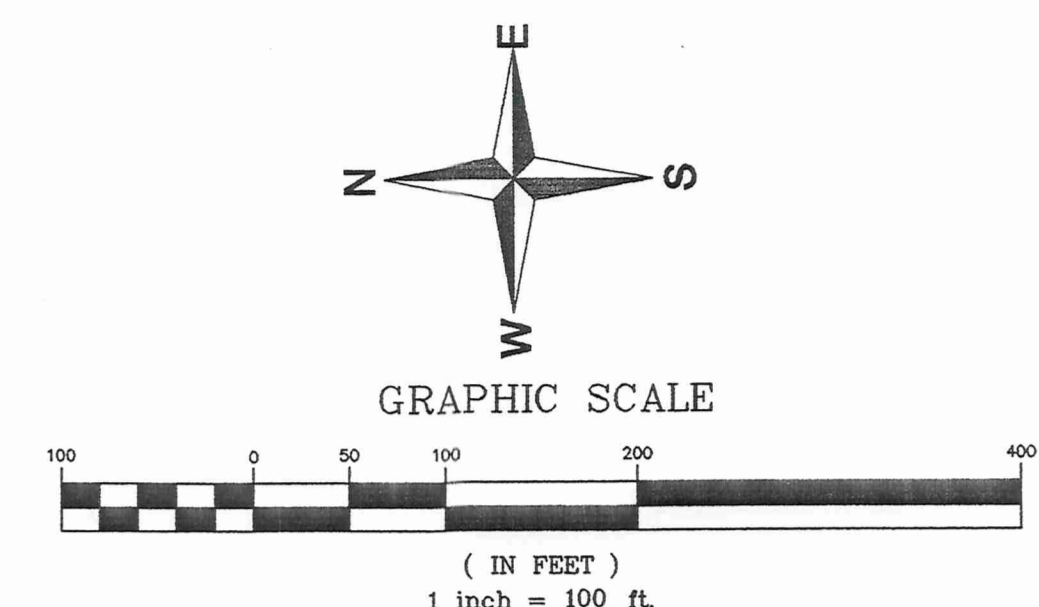 E
N S
W
GRAPHIC SCALE
100 0 50 100 200 400
( IN FEET )
1 inch = 100 ft.